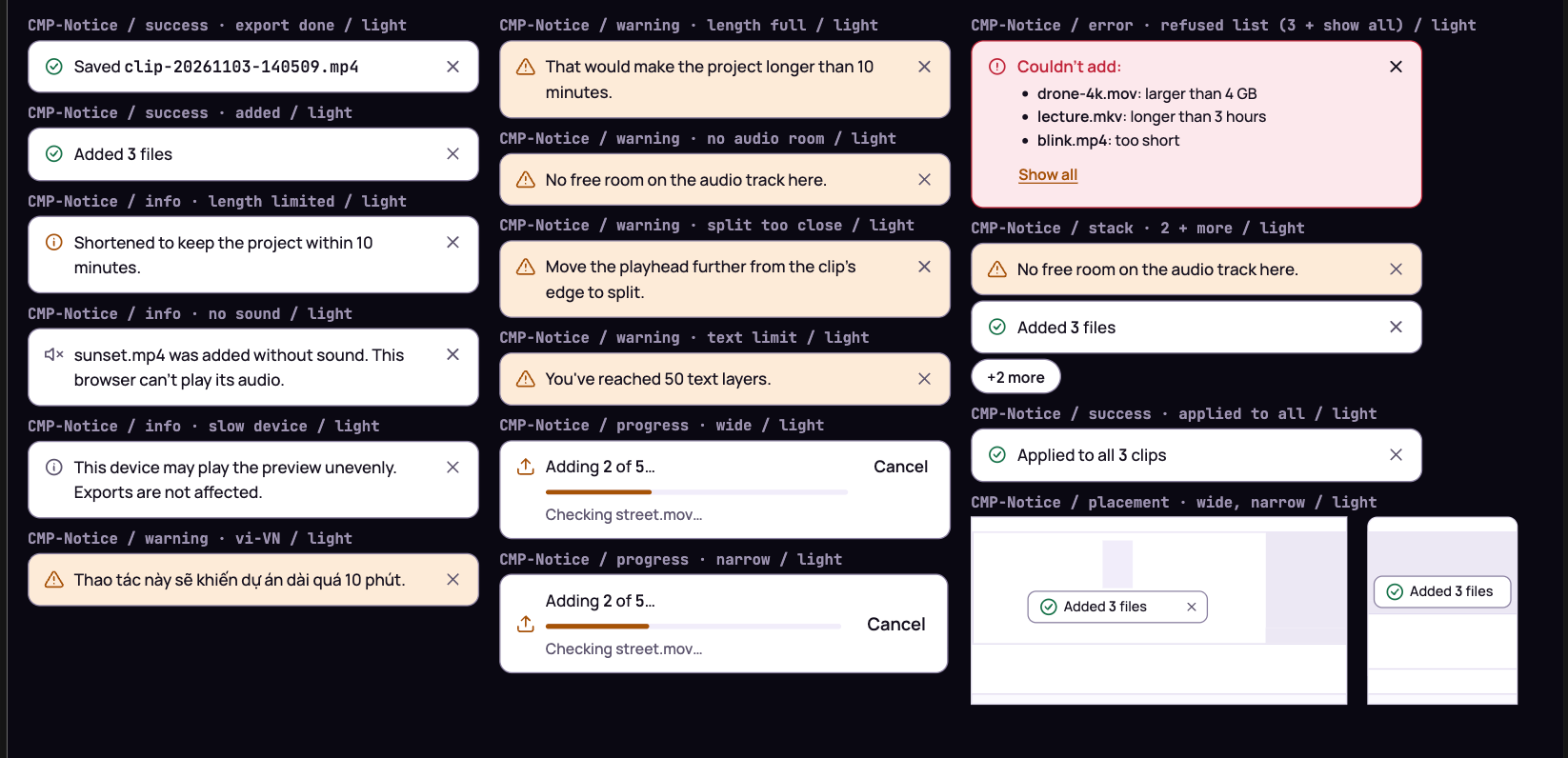 CMP-Notice / success · export done / light
Saved clip-20261103-140509.mp4
CMP-Notice / success · added / light
Added 3 files
CMP-Notice / info · length limited / light
Shortened to keep the project within 10
minutes.
CMP-Notice / info · no sound / light
sunset.mp4 was added without sound. This
browser can't play its audio.
CMP-Notice / info · slow device / light
This device may play the preview unevenly.
Exports are not affected.
CMP-Notice / warning · vi-VN / light
Thao tác này sẽ khiến dự án dài quá 10 phút.
CMP-Notice / warning · length full / light
That would make the project longer than 10
minutes.
CMP-Notice / warning · no audio room / light
No free room on the audio track here.
CMP-Notice / warning · split too close / light
Move the playhead further from the clip's
edge to split.
CMP-Notice / warning · text limit / light
You've reached 50 text layers.
CMP-Notice / progress · wide / light
Adding 2 of 5…
Cancel
Checking street.mov…
CMP-Notice / progress · narrow / light
Adding 2 of 5…
Cancel
Checking street.mov…
CMP-Notice / error · refused list (3 + show all) / light
Couldn't add:
• drone-4k.mov: larger than 4 GB
• lecture.mkv: longer than 3 hours
• blink.mp4: too short
Show all
CMP-Notice / stack · 2 + more / light
No free room on the audio track here.
Added 3 files
+2 more
CMP-Notice / success · applied to all / light
Applied to all 3 clips
CMP-Notice / placement · wide, narrow / light
Added 3 files
Added 3 files